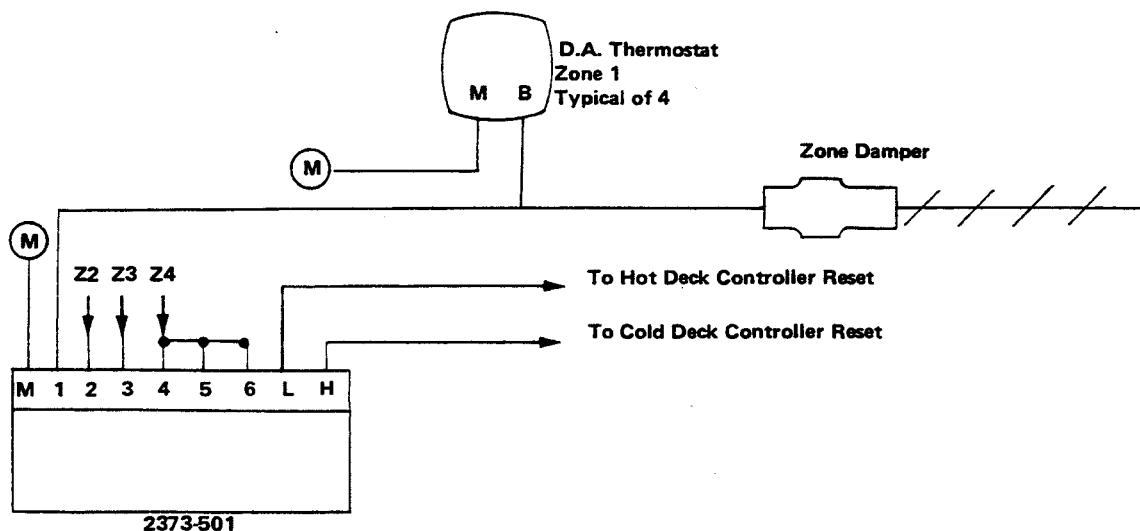 D.A. Thermostat
Zone 1
Typical of 4
M B
Zone Damper
M
M
Z2 Z3 Z4
To Hot Deck Controller Reset
To Cold Deck Controller Reset
M 1 2 3 4 5 6 L H
2373-501